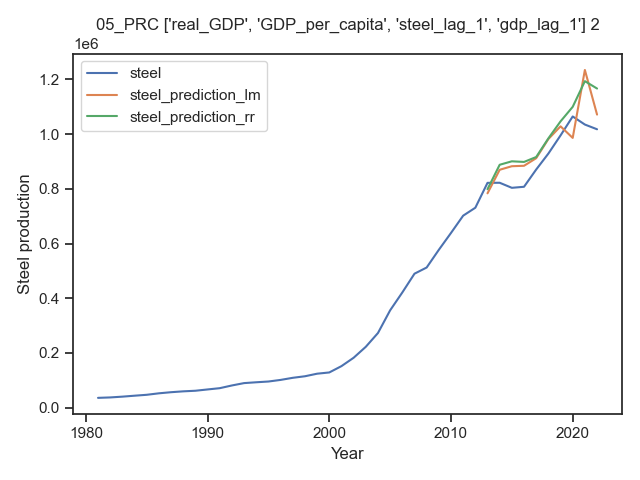 05_PRC ['real_GDP', 'GDP_per_capita', 'steel_lag_1', 'gdp_lag_1'] 2
1e6
steel
steel_prediction_lm
steel_prediction_rr
1.2
1.0
0.8
0.6
0.4
0.2
0.0
Steel production
1980
1990
2000
2010
2020
Year